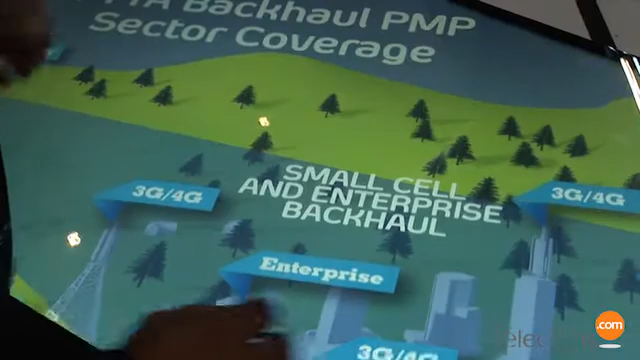 Backhaul PMP
Sector Coverage
SMALL CELL
AND ENTERPRISE
BACKHAUL
3G/4G
3G/4G
Enterprise
3G/4G
.com